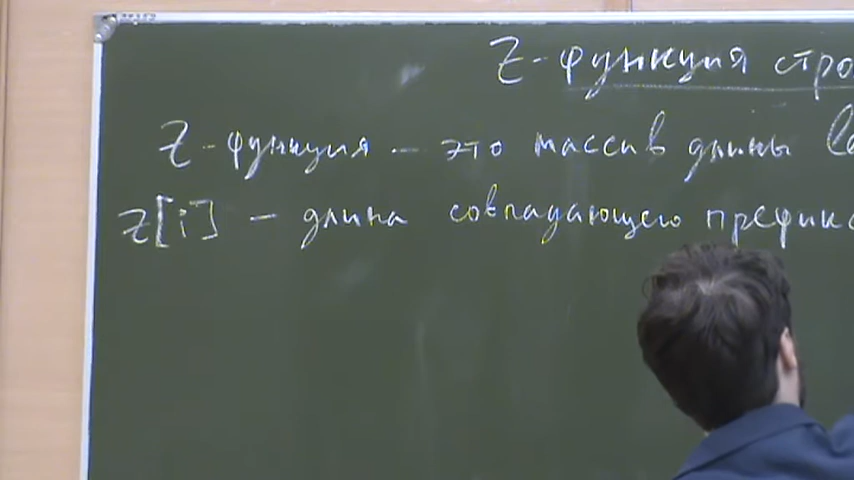 Z-функция стро
Z-функция — это массив длины
z[i] — длина совпадающего префикс